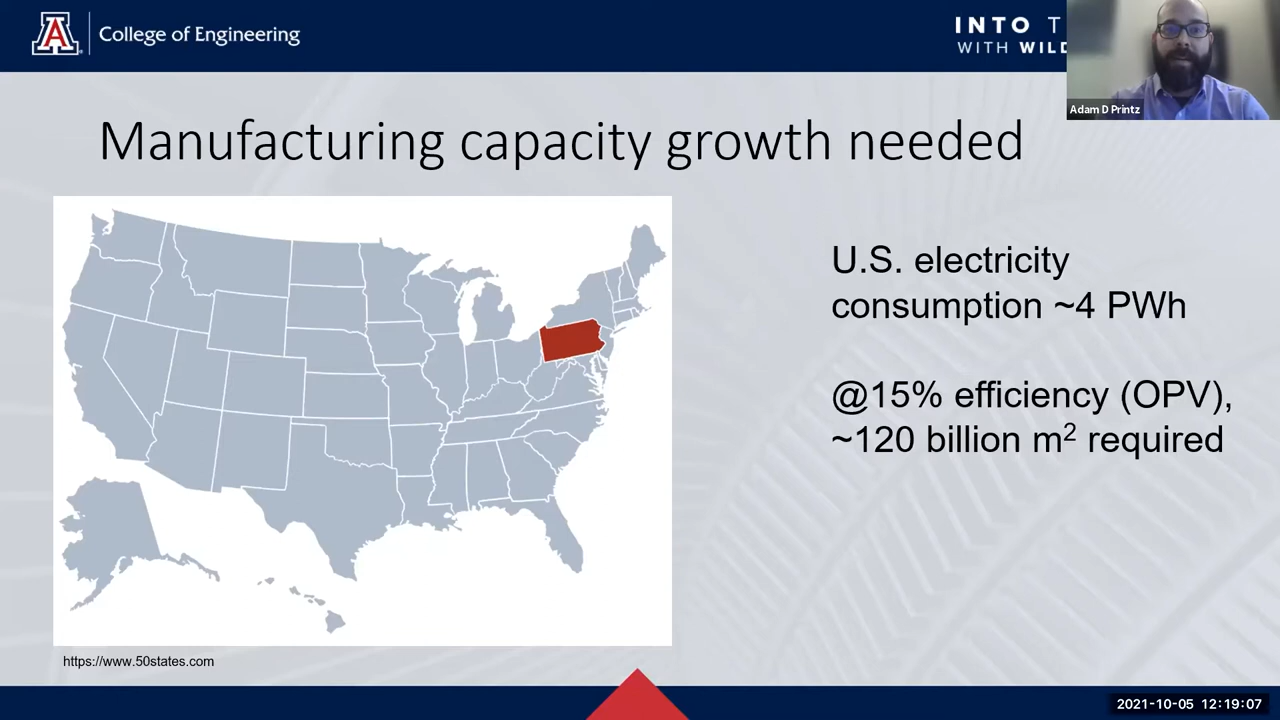 A
College of Engineering
INTO T
WITH WILD
Adam D Printz
Manufacturing capacity growth needed
U.S. electricity
consumption ~4 PWh
@15% efficiency (OPV),
~120 billion m² required
https://www.50states.com
2021-10-05 12:19:07